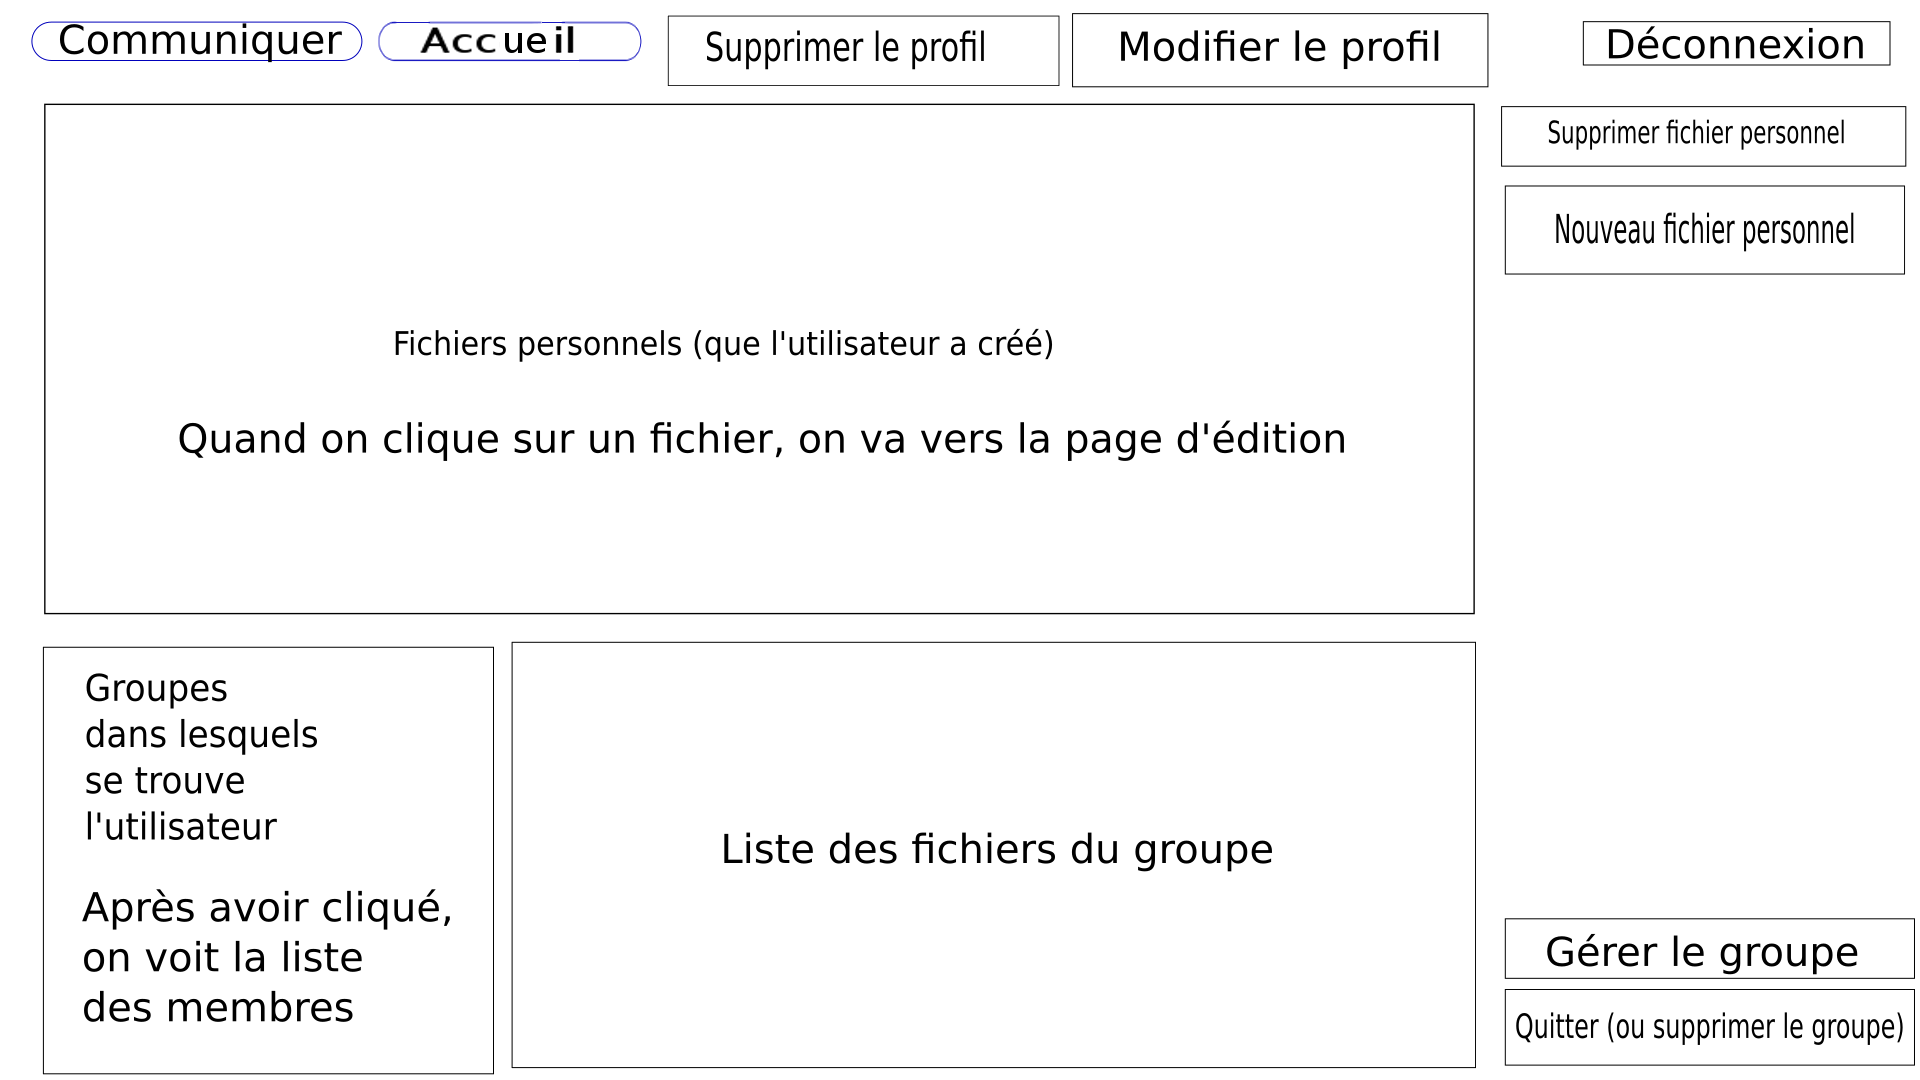 Communiquer
Accueil
Supprimer le profil
Modifier le profil
Déconnexion
Supprimer fichier personnel
Nouveau fichier personnel
Fichiers personnels (que l'utilisateur a créé)
Quand on clique sur un fichier, on va vers la page d'édition
Groupes
dans lesquels
se trouve
l'utilisateur
Après avoir cliqué,
on voit la liste
des membres
Liste des fichiers du groupe
Gérer le groupe
Quitter (ou supprimer le groupe)